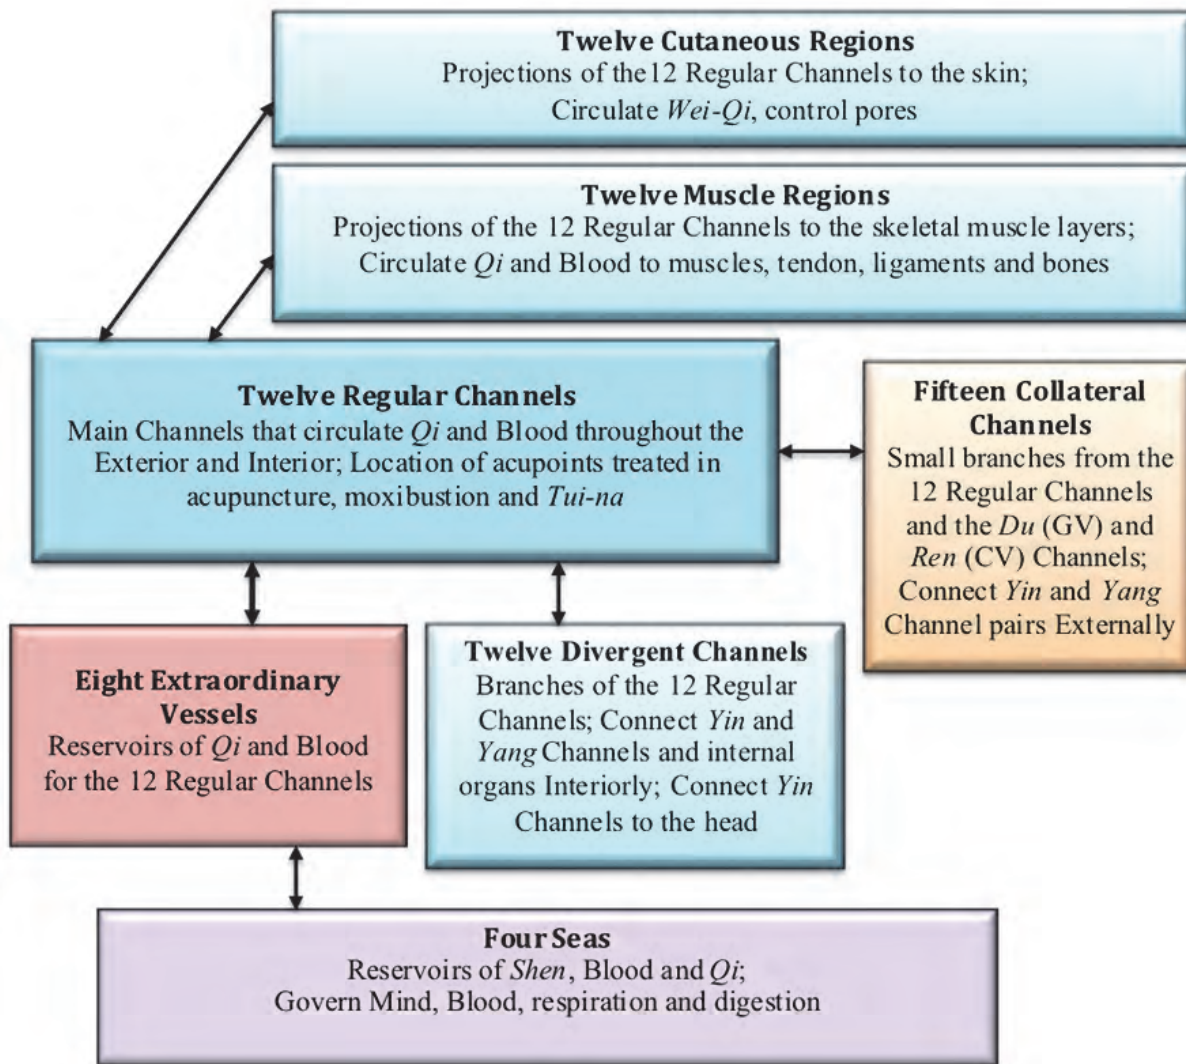 Twelve Cutaneous Regions
Projections of the12 Regular Channels to the skin;
Circulate Wei-Qi, control pores
Twelve Muscle Regions
Projections of the 12 Regular Channels to the skeletal muscle layers;
Circulate Qi and Blood to muscles, tendon, ligaments and bones
Twelve Regular Channels
Main Channels that circulate Qi and Blood throughout the
Exterior and Interior; Location of acupoints treated in
acupuncture, moxibustion and Tui-na
Fifteen Collateral
Channels
Small branches from the
12 Regular Channels
and the Du (GV) and
Ren (CV) Channels;
Connect Yin and Yang
Channel pairs Externally
Eight Extraordinary
Vessels
Reservoirs of Qi and Blood
for the 12 Regular Channels
Twelve Divergent Channels
Branches of the 12 Regular
Channels; Connect Yin and
Yang Channels and internal
organs Interiorly; Connect Yin
Channels to the head
Four Seas
Reservoirs of Shen, Blood and Qi;
Govern Mind, Blood, respiration and digestion